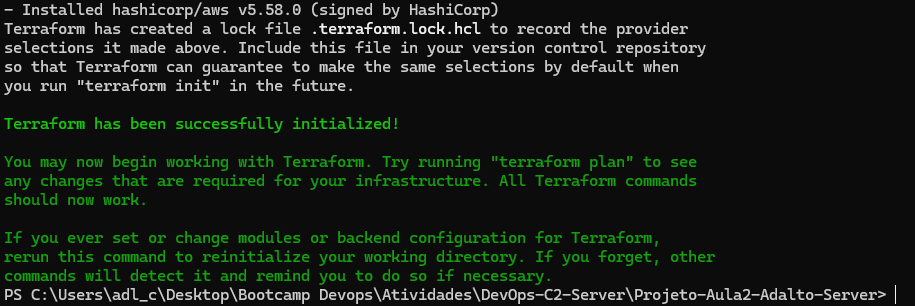 - Installed hashicorp/aws v5.58.0 (signed by HashiCorp)
Terraform has created a lock file .terraform.lock.hcl to record the provider
selections it made above. Include this file in your version control repository
so that Terraform can guarantee to make the same selections by default when
you run "terraform init" in the future.
Terraform has been successfully initialized!
You may now begin working with Terraform. Try running "terraform plan" to see
any changes that are required for your infrastructure. All Terraform commands
should now work.
If you ever set or change modules or backend configuration for Terraform,
rerun this command to reinitialize your working directory. If you forget, other
commands will detect it and remind you to do so if necessary.
PS C:\Users\adl_c\Desktop\Bootcamp Devops\Atividades\DevOps-C2-Server\Projeto-Aula2-Adalto-Server>